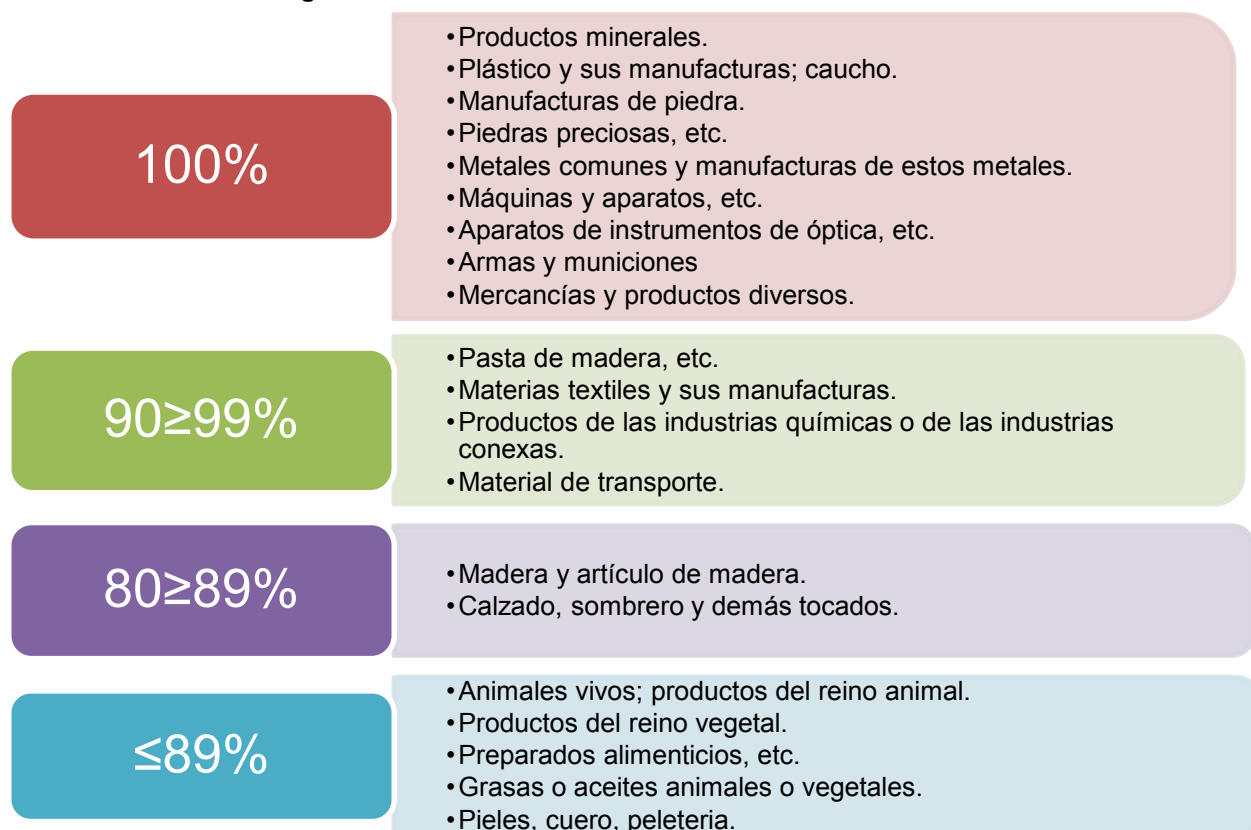 100%
•Productos minerales.
•Plástico y sus manufacturas; caucho.
•Manufacturas de piedra.
•Piedras preciosas, etc.
•Metales comunes y manufacturas de estos metales.
•Máquinas y aparatos, etc.
•Aparatos de instrumentos de óptica, etc.
•Armas y municiones
•Mercancías y productos diversos.
90≥99%
•Pasta de madera, etc.
•Materias textiles y sus manufacturas.
•Productos de las industrias químicas o de las industrias
conexas.
•Material de transporte.
80≥89%
•Madera y artículo de madera.
•Calzado, sombrero y demás tocados.
≤89%
•Animales vivos; productos del reino animal.
•Productos del reino vegetal.
•Preparados alimenticios, etc.
•Grasas o aceites animales o vegetales.
•Pieles, cuero, peleteria.